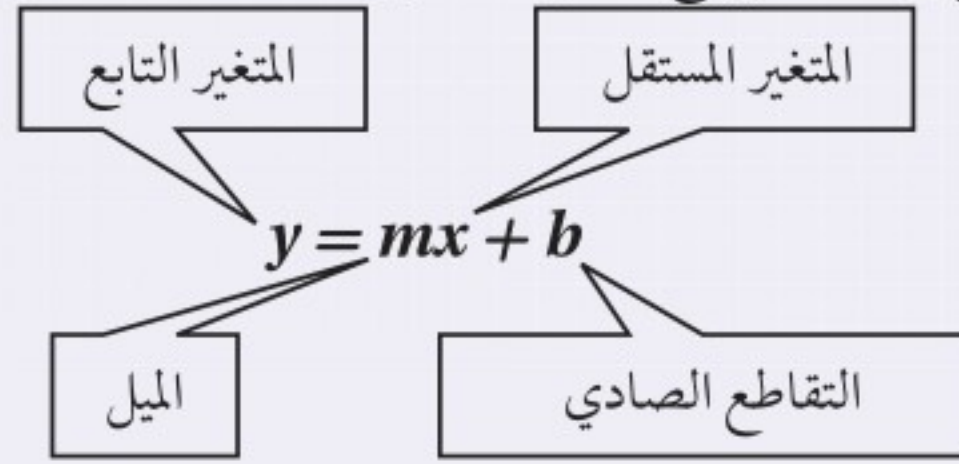 المتغير المستقل
المتغير التابع
y = mx + b
التقاطع الصادي
الميل